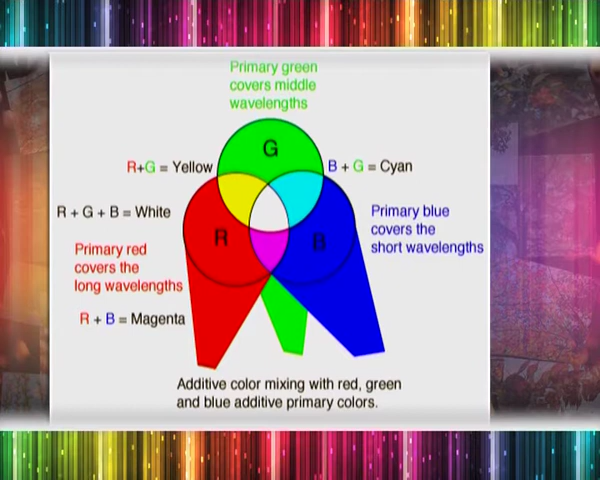 Primary green
covers middle
wavelengths
G
R+G = Yellow
B + G = Cyan
R + G + B = White
Primary blue
covers the
short wavelengths
R
B
Primary red
covers the
long wavelengths
R + B = Magenta
Additive color mixing with red, green
and blue additive primary colors.